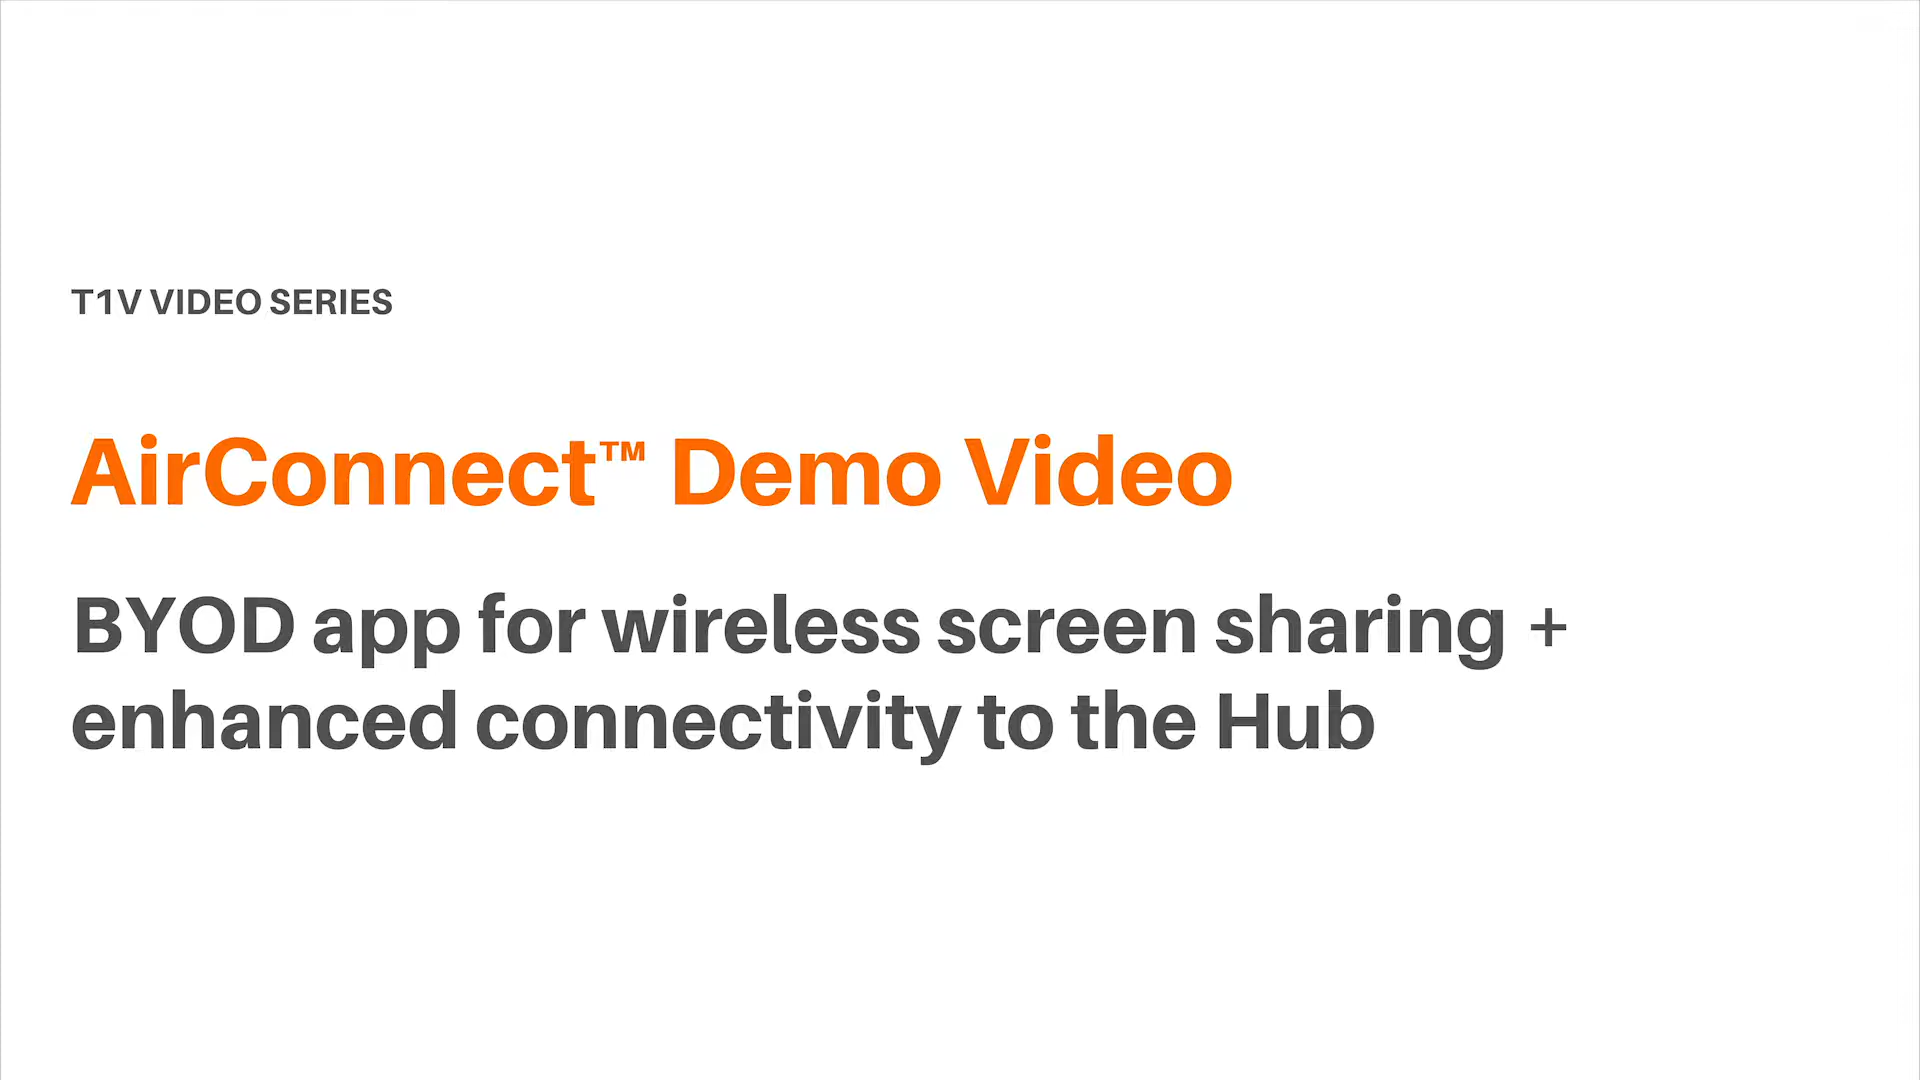 T1V VIDEO SERIES
AirConnect™ Demo Video
BYOD app for wireless screen sharing +
enhanced connectivity to the Hub